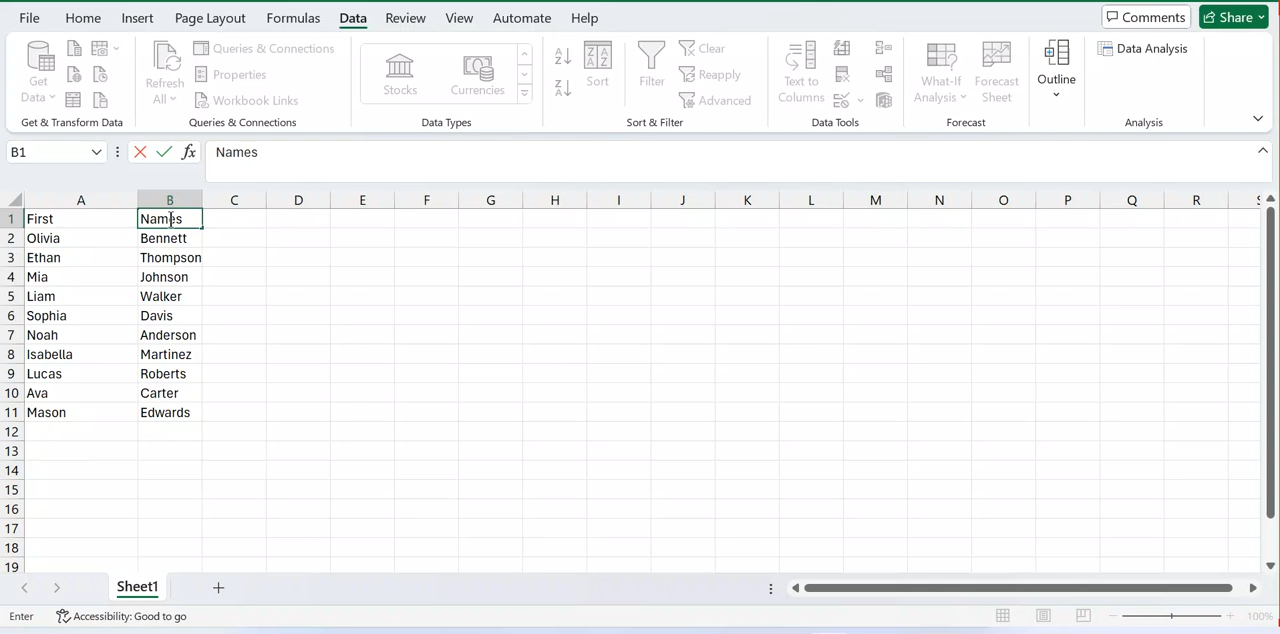 File Home Insert Page Layout Formulas Data Review View Automate Help Comments Share
Get Data
Refresh All
Queries & Connections
Properties
Workbook Links
Stocks
Currencies
Sort
Filter
Clear
Reapply
Advanced
Text to Columns
What-If Analysis
Forecast Sheet
Outline
Data Analysis
Get & Transform Data Queries & Connections Data Types Sort & Filter Data Tools Forecast Analysis
B1 fx Names
A B C D E F G H I J K L M N O P Q R S
1 First Names
2 Olivia Bennett
3 Ethan Thompson
4 Mia Johnson
5 Liam Walker
6 Sophia Davis
7 Noah Anderson
8 Isabella Martinez
9 Lucas Roberts
10 Ava Carter
11 Mason Edwards
12
13
14
15
16
17
18
19
Sheet1
Enter Accessibility: Good to go 100%